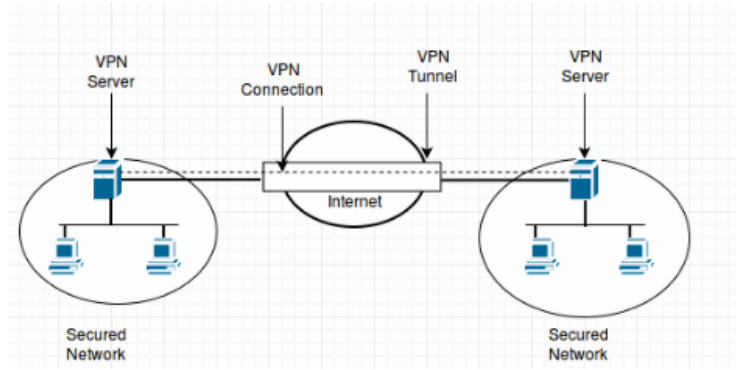 VPN
Server
VPN
Connection
VPN
Tunnel
VPN
Server
Internet
Secured
Network
Secured
Network